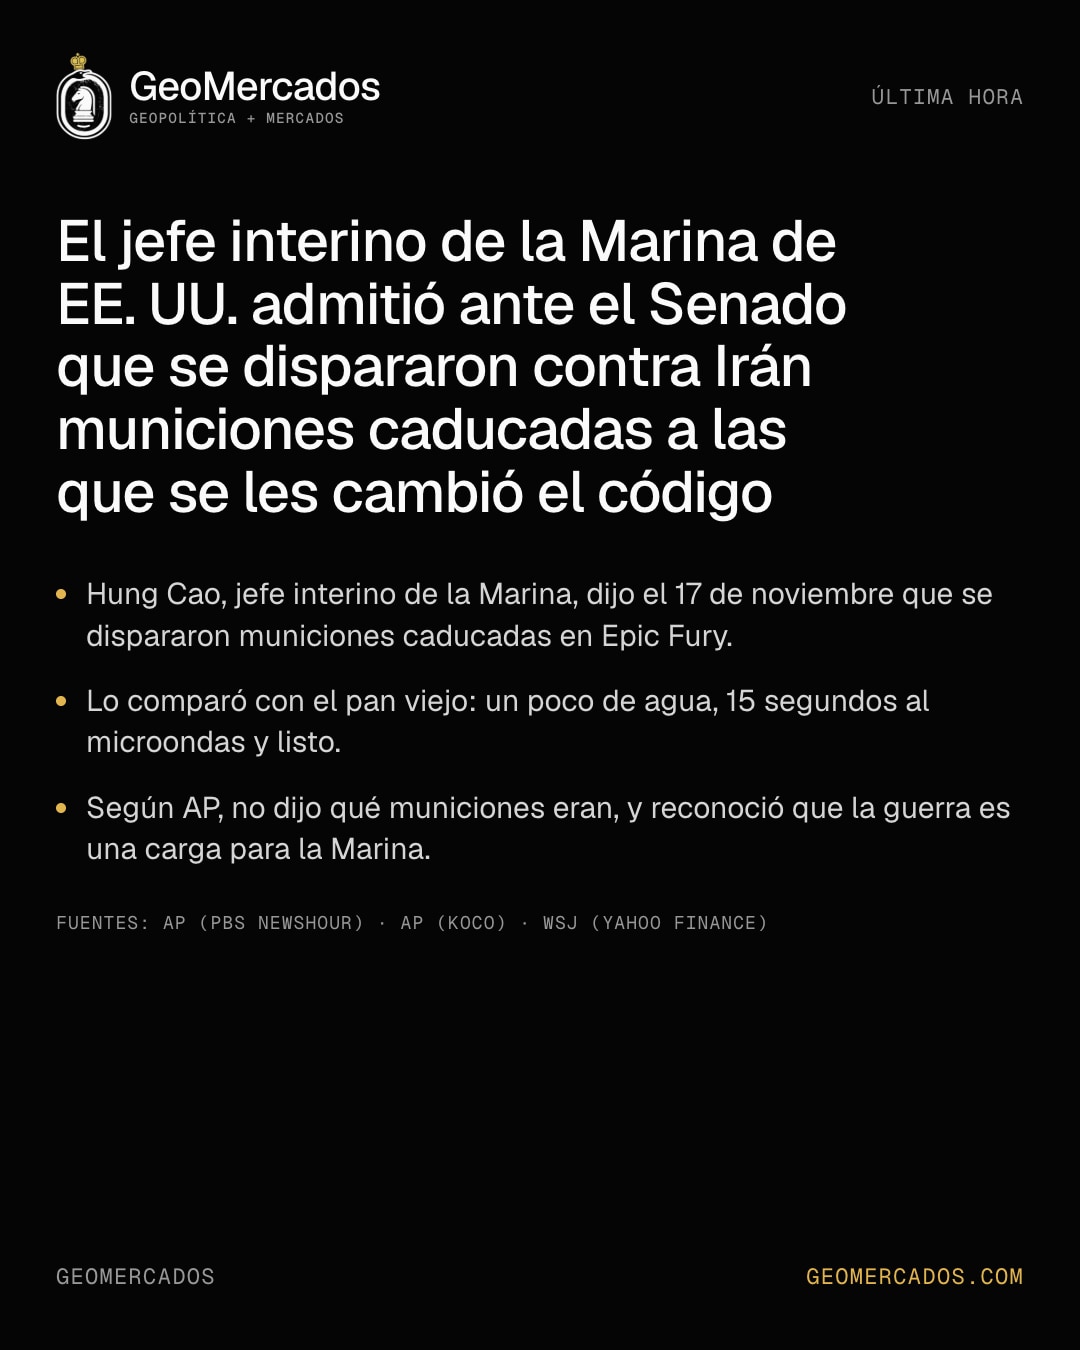 GeoMercados
GEOPOLÍTICA + MERCADOS
ÚLTIMA HORA
El jefe interino de la Marina de
EE. UU. admitió ante el Senado
que se dispararon contra Irán
municiones caducadas a las
que se les cambió el código
• Hung Cao, jefe interino de la Marina, dijo el 17 de noviembre que se
dispararon municiones caducadas en Epic Fury.
• Lo comparó con el pan viejo: un poco de agua, 15 segundos al
microondas y listo.
• Según AP, no dijo qué municiones eran, y reconoció que la guerra es
una carga para la Marina.
FUENTES: AP (PBS NEWSHOUR) · AP (KOCO) · WSJ (YAHOO FINANCE)
GEOMERCADOS
GEOMERCADOS.COM